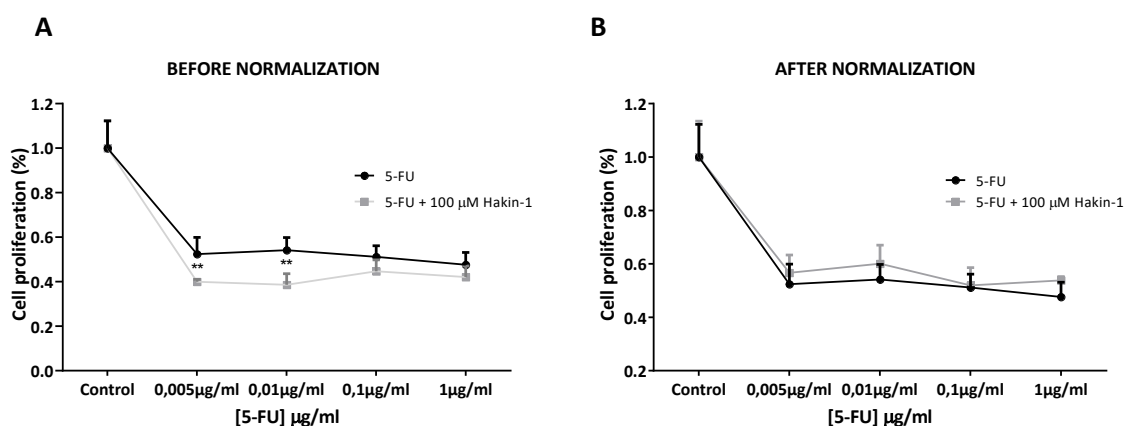 A
BEFORE NORMALIZATION
1.2
1.0
0.8
0.6
0.4
0.2
0.0
Cell proliferation (%)
5-FU
5-FU + 100 μM Hakin-1
**
**
Control 0,005μg/ml 0,01μg/ml 0,1μg/ml 1μg/ml
[5-FU] μg/ml
B
AFTER NORMALIZATION
1.2
1.0
0.8
0.6
0.4
0.2
Cell proliferation (%)
5-FU
5-FU + 100 μM Hakin-1
Control 0,005μg/ml 0,01μg/ml 0,1μg/ml 1μg/ml
[5-FU] μg/ml